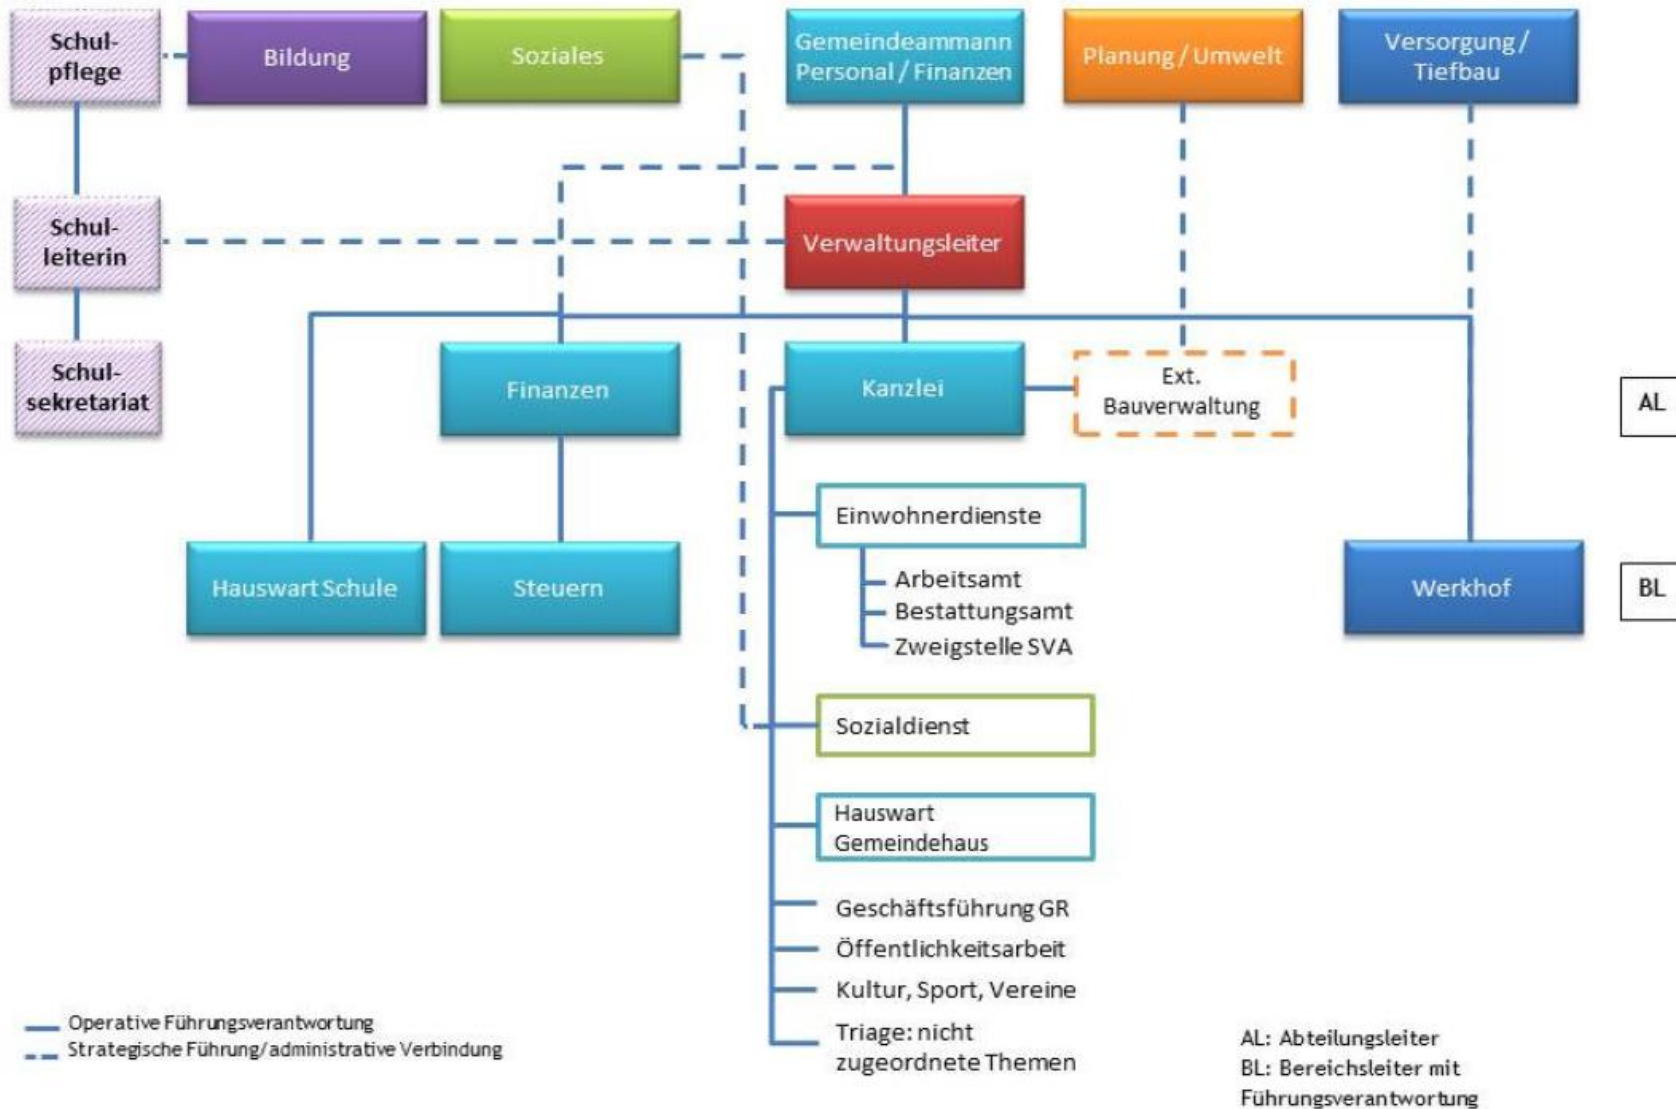 Schul-
pflege
Bildung
Soziales
Gemeindeammann
Personal / Finanzen
Planung / Umwelt
Versorgung /
Tiefbau
Schul-
leiterin
Verwaltungsleiter
Schul-
sekretariat
Finanzen
Kanzlei
Ext.
Bauverwaltung
AL
Einwohnerdienste
Arbeitsamt
Bestattungsamt
Zweigstelle SVA
Hauswart Schule
Steuern
Werkhof
BL
Sozialdienst
Hauswart
Gemeindehaus
Geschäftsführung GR
Öffentlichkeitsarbeit
Kultur, Sport, Vereine
Triage: nicht
zugeordnete Themen
Operative Führungsverantwortung
Strategische Führung/administrative Verbindung
AL: Abteilungsleiter
BL: Bereichsleiter mit
Führungsverantwortung